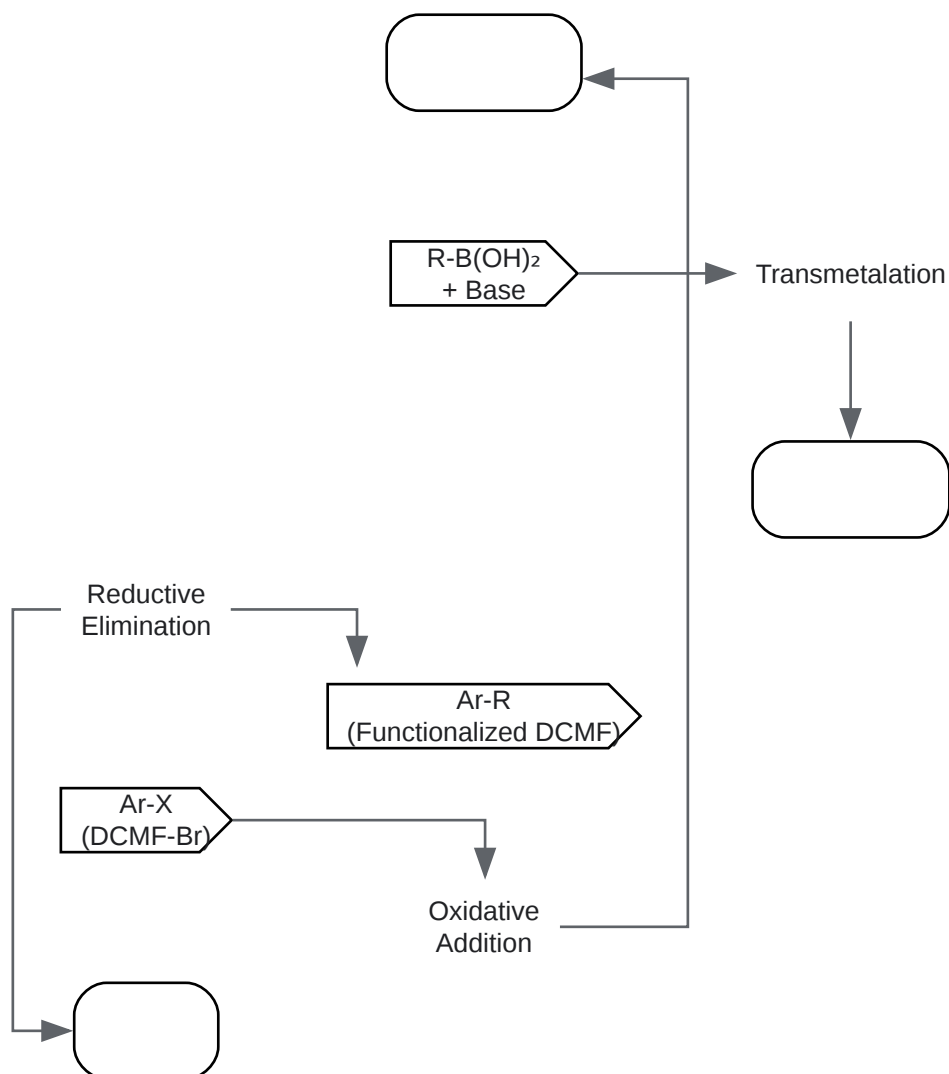 R-B(OH)₂
+ Base
Transmetalation
Reductive
Elimination
Ar-R
(Functionalized DCMF)
Ar-X
(DCMF-Br)
Oxidative
Addition